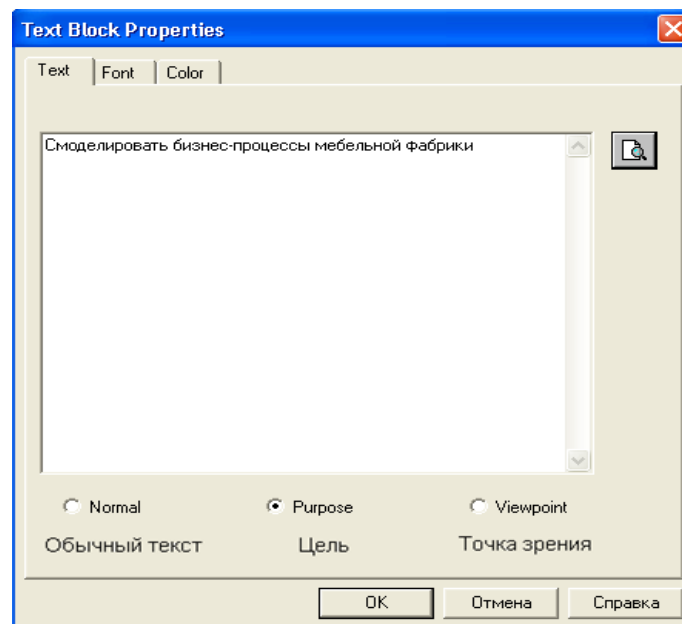 Text Block Properties
Text Font Color
Смоделировать бизнес-процессы мебельной фабрики
Normal Purpose Viewpoint
Обычный текст Цель Точка зрения
OK Отмена Справка